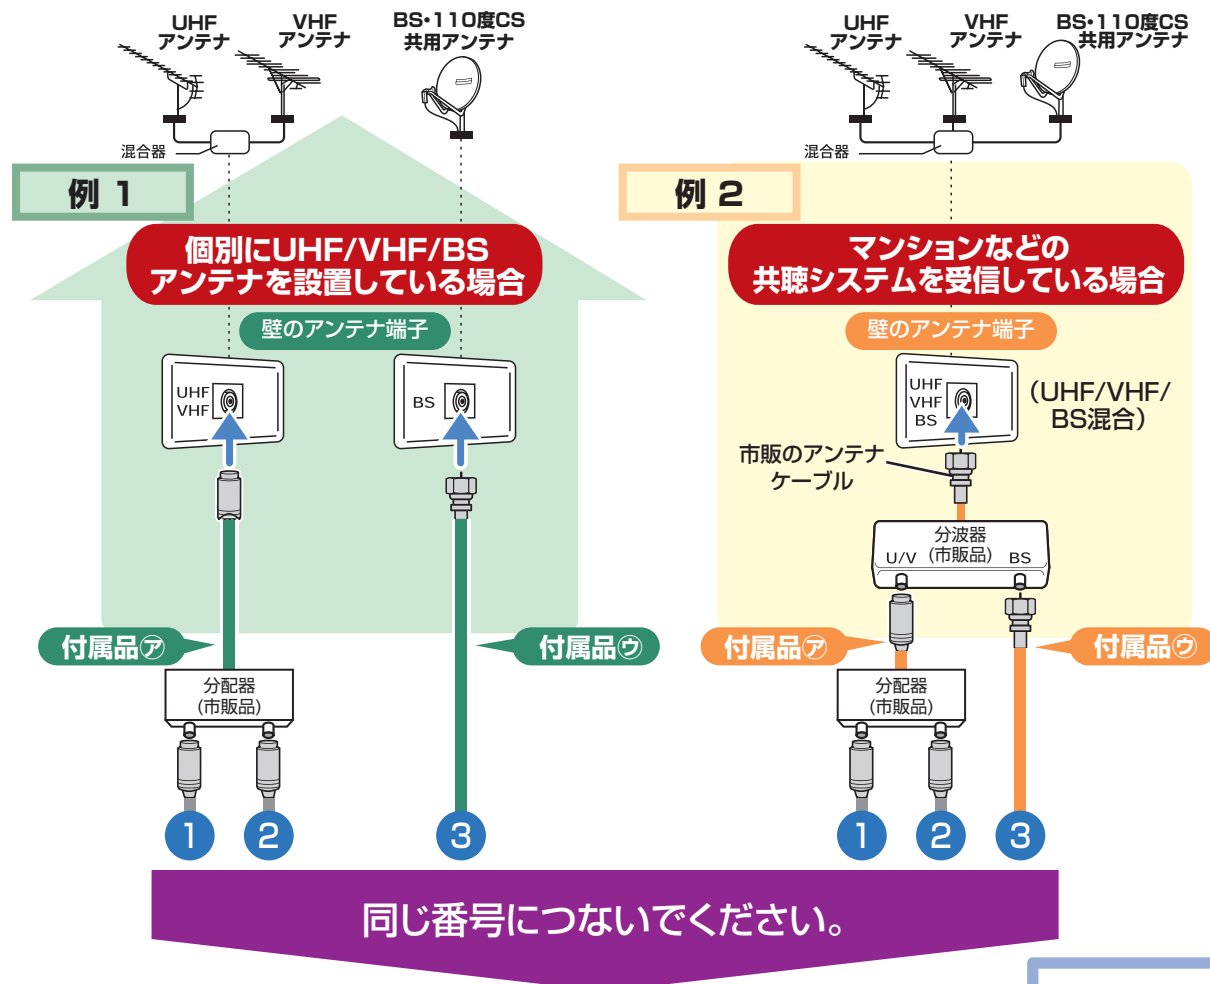 UHF
アンテナ
VHF
アンテナ
BS・110度CS
共用アンテナ
混合器
例 1
個別にUHF/VHF/BS
アンテナを設置している場合
壁のアンテナ端子
UHF
VHF
BS
付属品㋐
付属品㋒
分配器
(市販品)
1
2
3
UHF
アンテナ
VHF
アンテナ
BS・110度CS
共用アンテナ
混合器
例 2
マンションなどの
共聴システムを受信している場合
壁のアンテナ端子
UHF
VHF
BS
(UHF/VHF/
BS混合)
市販のアンテナ
ケーブル
分波器
(市販品)
U/V
BS
付属品㋐
付属品㋒
分配器
(市販品)
1
2
3
同じ番号につないでください。